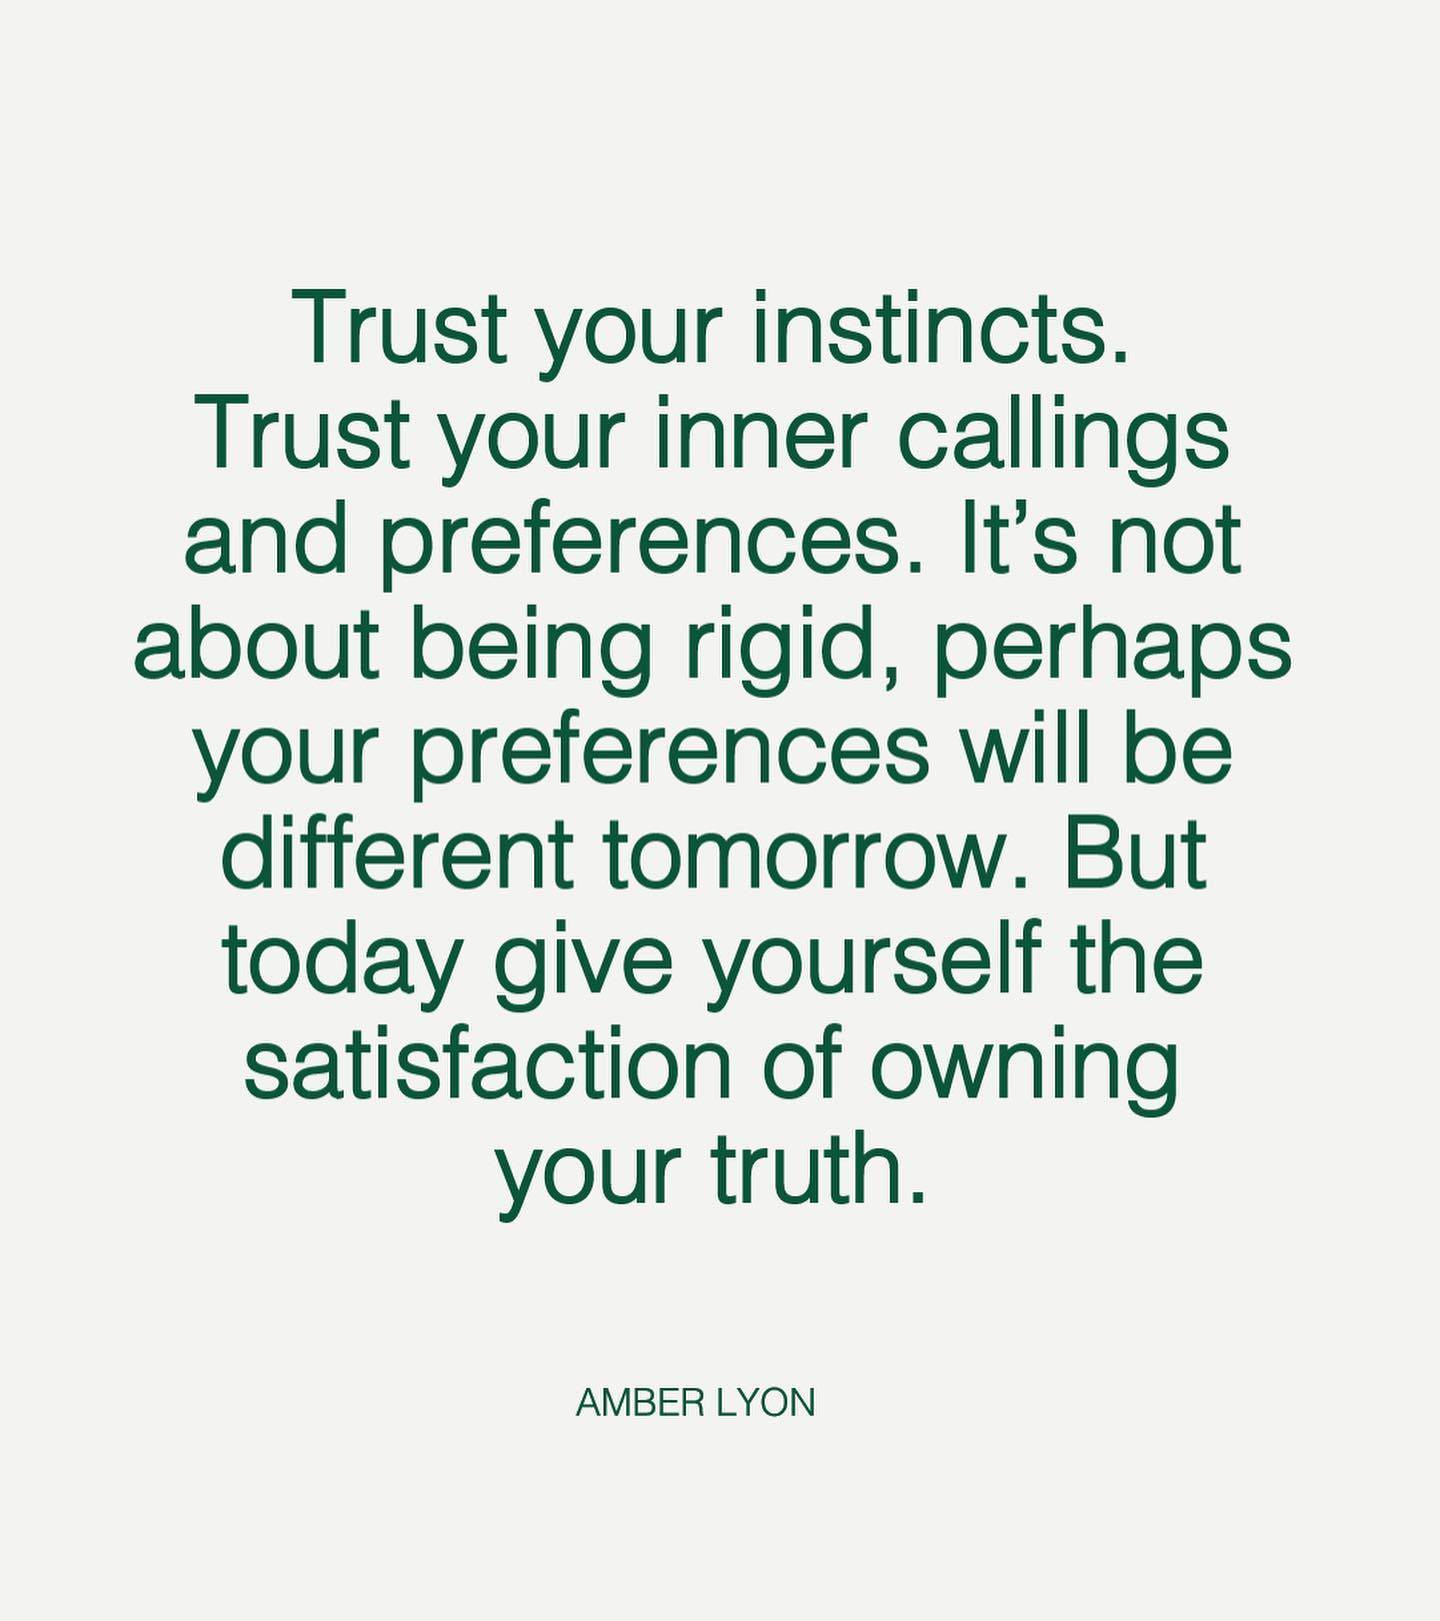 Trust your instincts.
Trust your inner callings
and preferences. It’s not
about being rigid, perhaps
your preferences will be
different tomorrow. But
today give yourself the
satisfaction of owning
your truth.
AMBER LYON